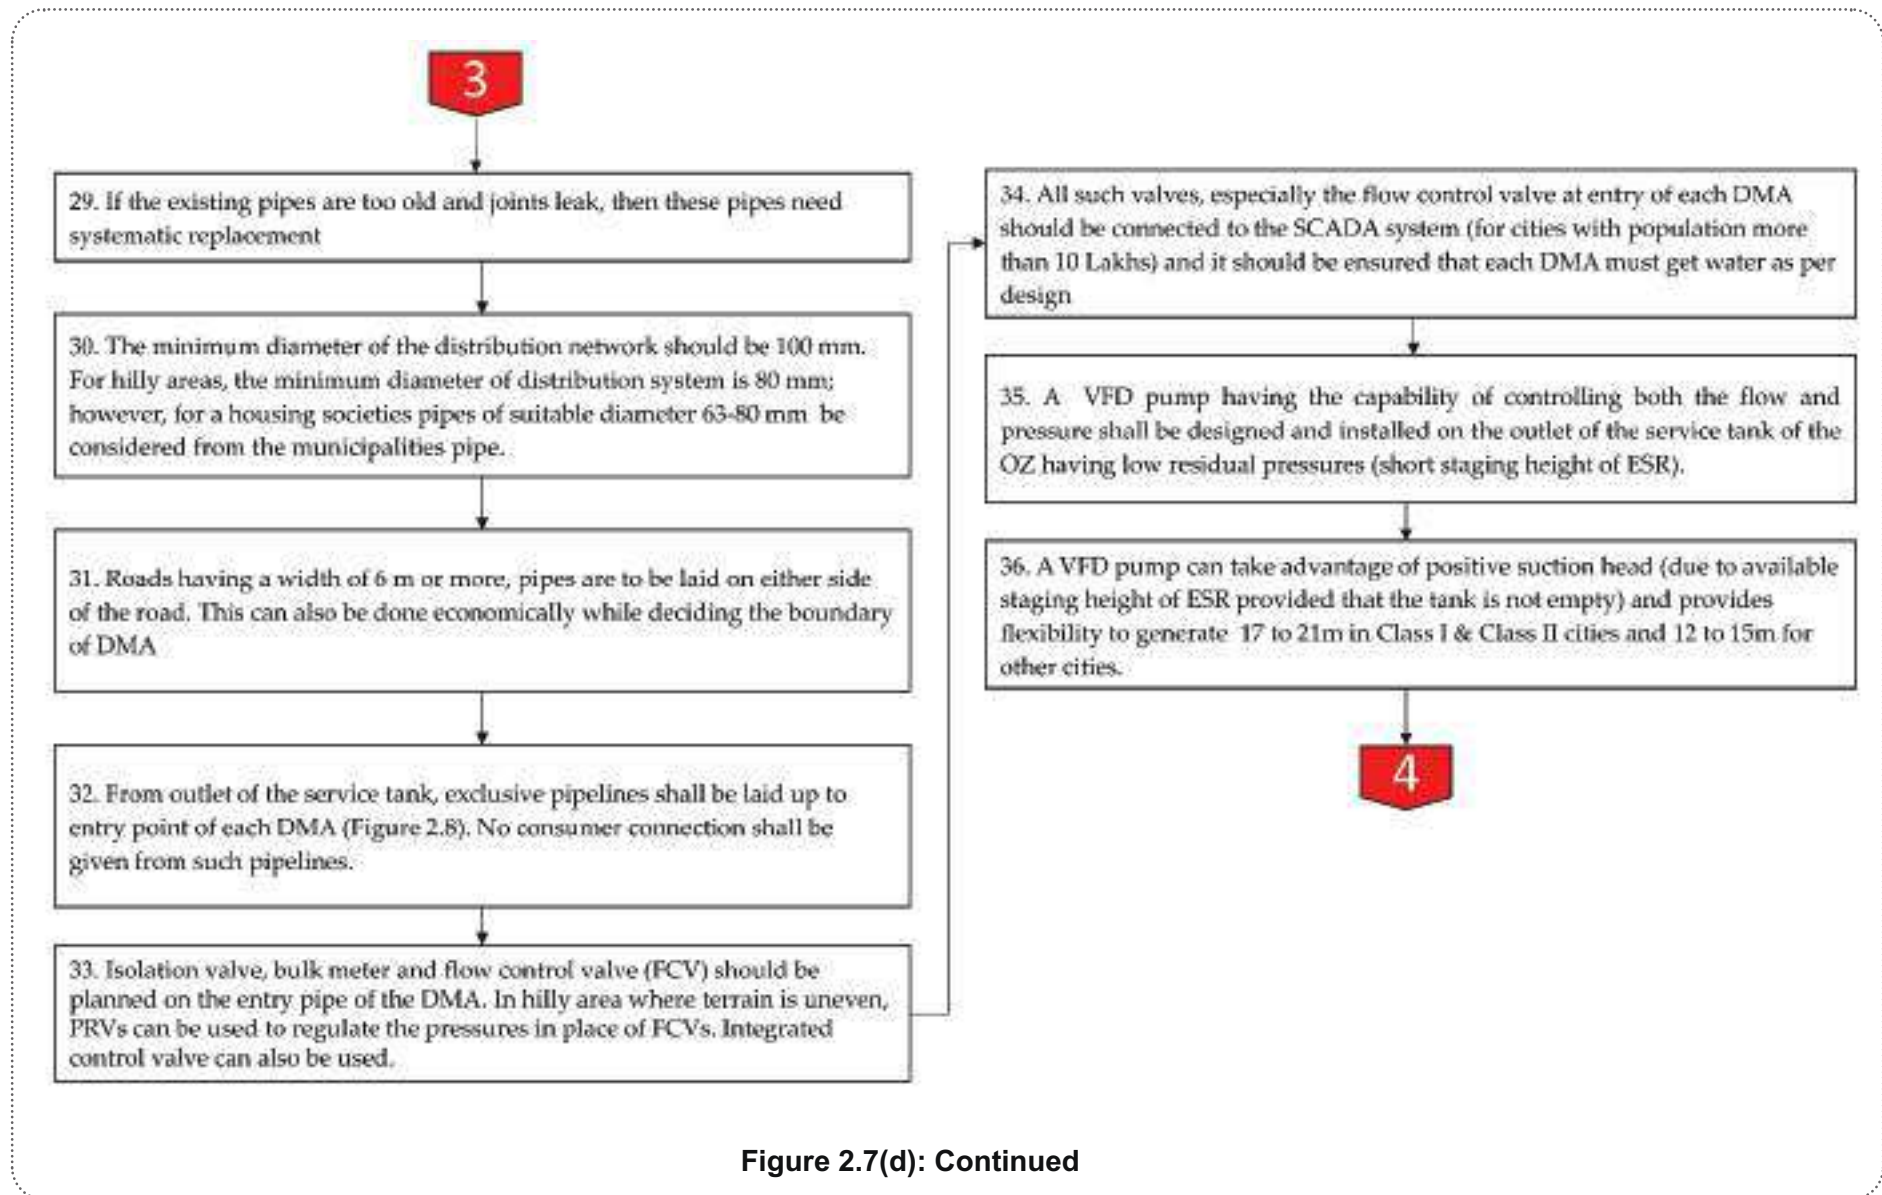 3
29. If the existing pipes are too old and joints leak, then these pipes need
systematic replacement
30. The minimum diameter of the distribution network should be 100 mm.
For hilly areas, the minimum diameter of distribution system is 80 mm;
however, for a housing societies pipes of suitable diameter 63-80 mm be
considered from the municipalities pipe.
31. Roads having a width of 6 m or more, pipes are to be laid on either side
of the road. This can also be done economically while deciding the boundary
of DMA
32. From outlet of the service tank, exclusive pipelines shall be laid up to
entry point of each DMA (Figure 2.8). No consumer connection shall be
given from such pipelines.
33. Isolation valve, bulk meter and flow control valve (FCV) should be
planned on the entry pipe of the DMA. In hilly area where terrain is uneven,
PRVs can be used to regulate the pressures in place of FCVs. Integrated
control valve can also be used.
34. All such valves, especially the flow control valve at entry of each DMA
should be connected to the SCADA system (for cities with population more
than 10 Lakhs) and it should be ensured that each DMA must get water as per
design
35. A VFD pump having the capability of controlling both the flow and
pressure shall be designed and installed on the outlet of the service tank of the
OZ having low residual pressures (short staging height of ESR).
36. A VFD pump can take advantage of positive suction head (due to available
staging height of ESR provided that the tank is not empty) and provides
flexibility to generate 17 to 21m in Class I & Class II cities and 12 to 15m for
other cities.
4
Figure 2.7(d): Continued